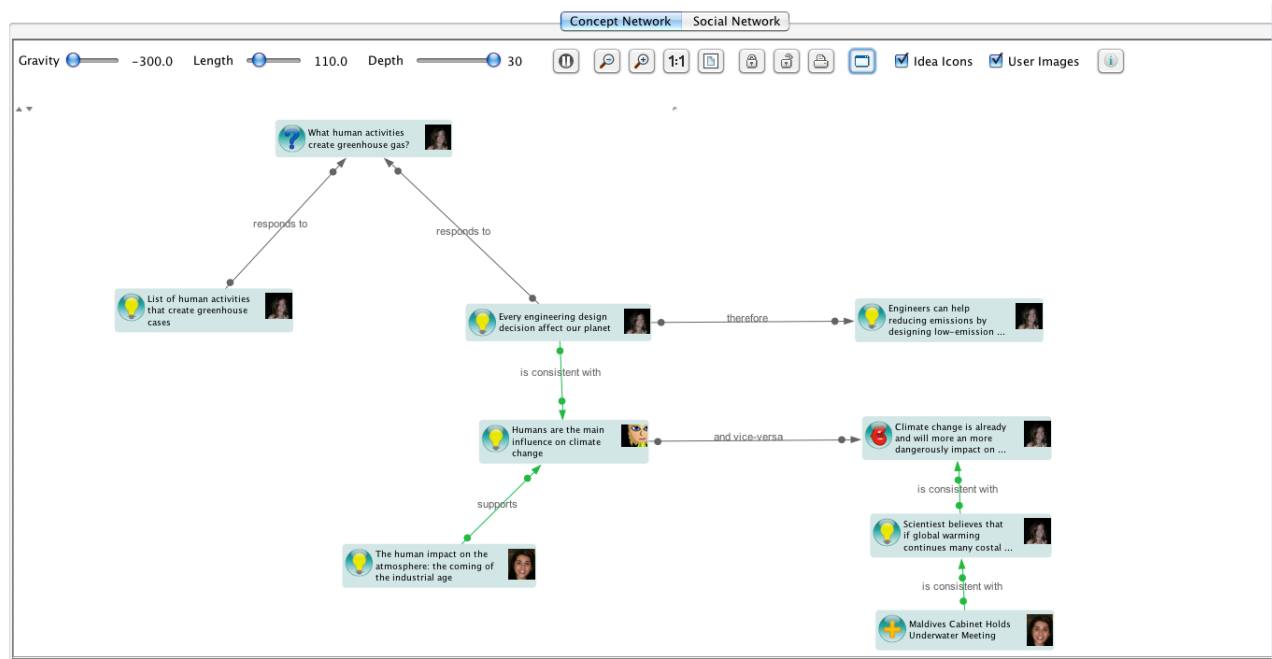 Concept Network Social Network
Gravity -300.0 Length 110.0 Depth 30 1:1 Idea Icons User Images
What human activities
create greenhouse gas?
responds to
responds to
List of human activities
that create greenhouse
cases
Every engineering design
decision affect our planet
therefore
Engineers can help
reducing emissions by
designing low-emission ...
is consistent with
Humans are the main
influence on climate
change
and vice-versa
Climate change is already
and will more an more
dangerously impact on ...
is consistent with
supports
Scientiest believes that
if global warming
continues many costal ...
The human impact on the
atmosphere: the coming of
the industrial age
is consistent with
Maldives Cabinet Holds
Underwater Meeting